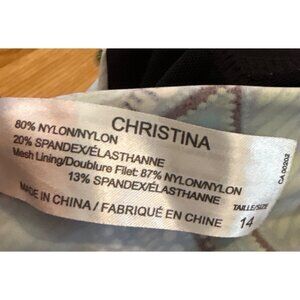 CHRISTINA
80% NYLON/NYLON
20% SPANDEX/ÉLASTHANNE
Mesh Lining/Doublure Filet: 87% NYLON/NYLON
13% SPANDEX/ÉLASTHANNE
MADE IN CHINA / FABRIQUÉ EN CHINE
TAILLE/SIZE
14
CA 00202